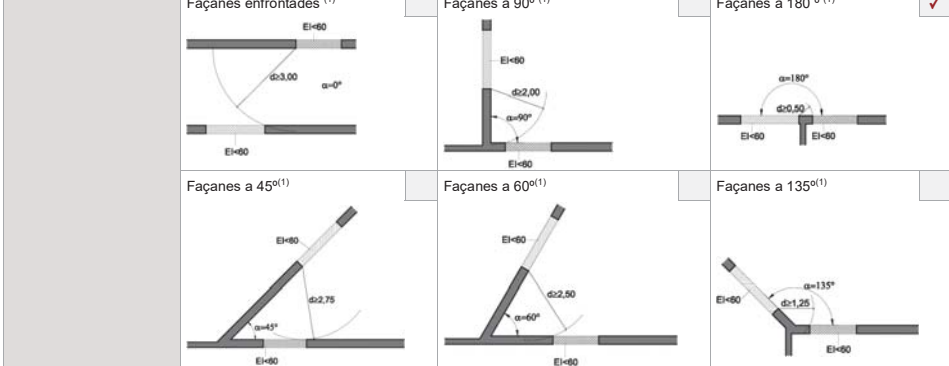 Façanes enfrontades (1)
EI<60
d≥3,00
α=0º
EI<60
Façanes a 90º (1)
EI<60
d≥2,00
α=90º
EI<60
Façanes a 180 º (1)
✓
α=180º
d≥0,50
EI<60
EI<60
Façanes a 45º(1)
EI<60
d≥2,75
α=45º
EI<60
Façanes a 60º(1)
EI<60
d≥2,50
α=60º
EI<60
Façanes a 135º(1)
α=135º
EI<60
d≥1,25
EI<60